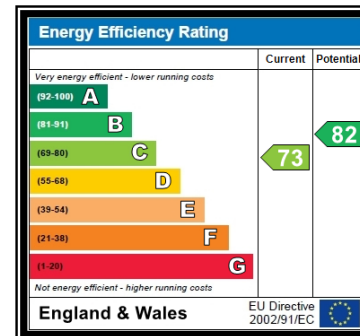 Energy Efficiency Rating
Current Potential
Very energy efficient - lower running costs
(92-100) A
(81-91) B
(69-80) C
(55-68) D
(39-54) E
(21-38) F
(1-20) G
73
82
Not energy efficient - higher running costs
England & Wales
EU Directive
2002/91/EC